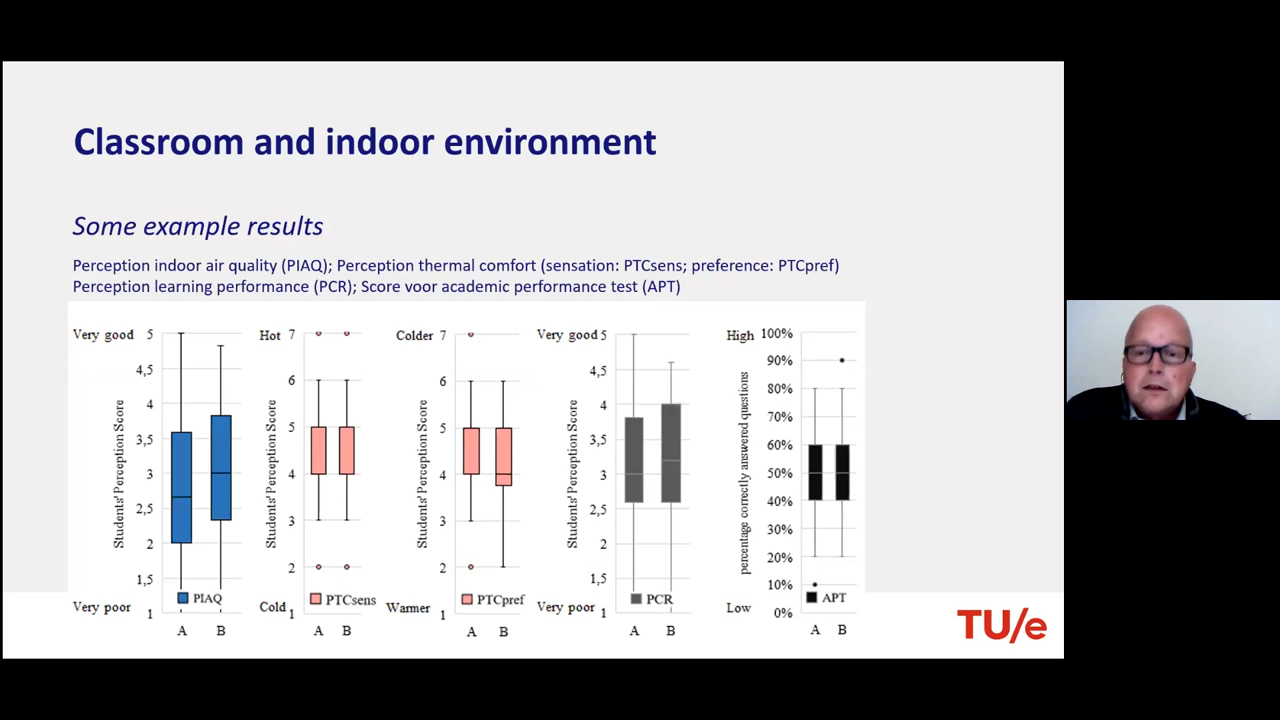 Classroom and indoor environment
Some example results
Perception indoor air quality (PIAQ); Perception thermal comfort (sensation: PTCsens; preference: PTCpref)
Perception learning performance (PCR); Score voor academic performance test (APT)
Very good 5
4,5
4
3,5
3
2,5
2
1,5
Very poor 1
Students'Perception Score
PIAQ
A B
Hot 7
6
5
4
3
2
Cold 1
Students'Perception Score
PTCsens
A B
Colder 7
6
5
4
3
2
Warmer 1
Students'Perception Score
PTCpref
A B
Very good 5
4,5
4
3,5
3
2,5
2
1,5
Very poor 1
Students'Perception Score
PCR
A B
High 100%
90%
80%
70%
60%
50%
40%
30%
20%
10%
Low 0%
percentage correctly answered questions
APT
A B
TU/e